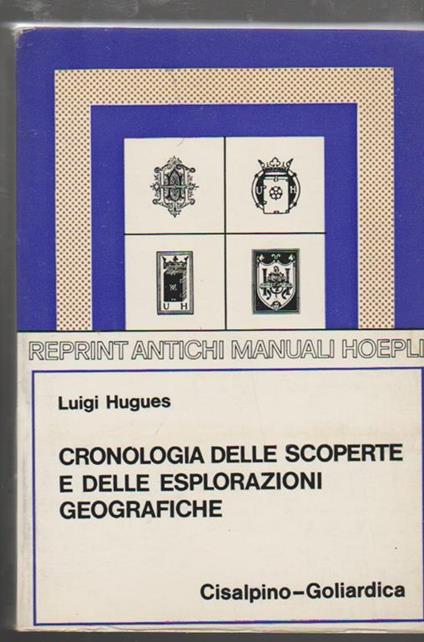 U H
U H
REPRINT ANTICHI MANUALI HOEPLI
Luigi Hugues
CRONOLOGIA DELLE SCOPERTE
E DELLE ESPLORAZIONI
GEOGRAFICHE
Cisalpino-Goliardica